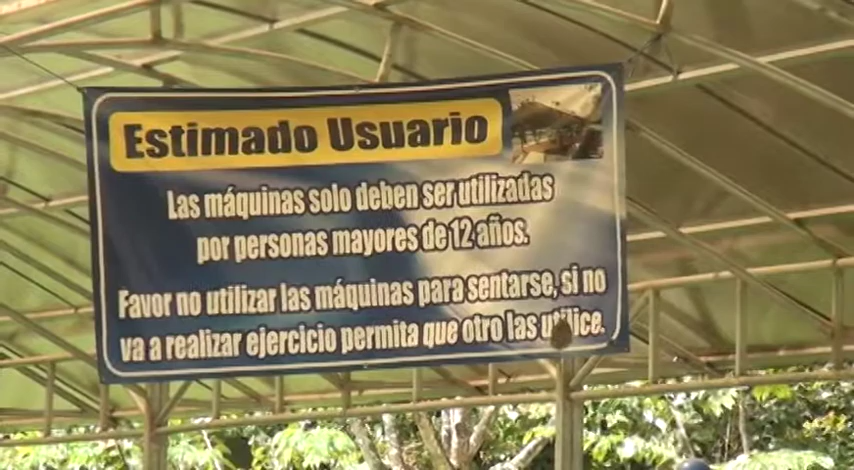 Estimado Usuario
Las máquinas solo deben ser utilizadas
por personas mayores de 12 años.
Favor no utilizar las máquinas para sentarse, si no
va a realizar ejercicio permita que otro las utilice.